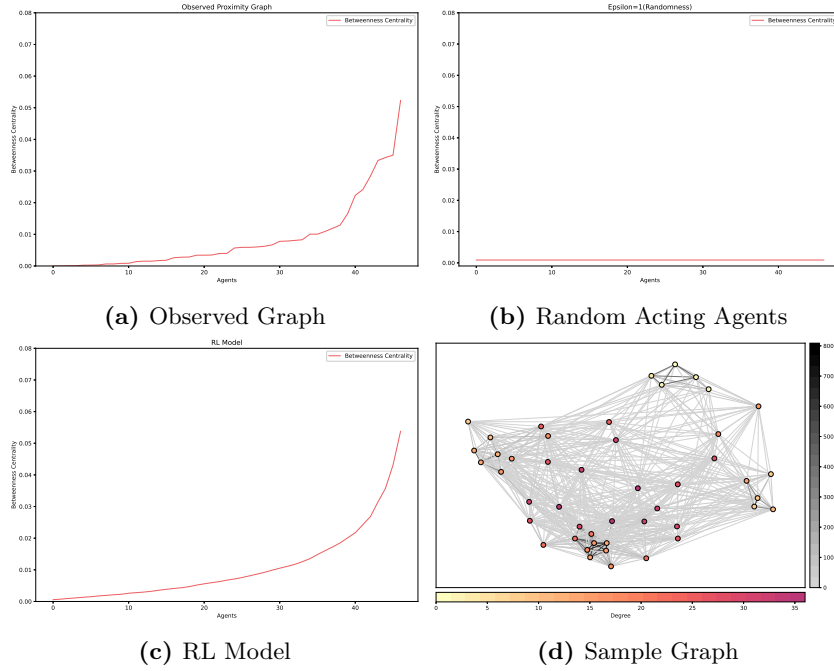 Observed Proximity Graph
0.08
0.07
0.06
0.05
0.04
0.03
0.02
0.01
0.00
Betweenness Centrality
Betweenness Centrality
0 10 20 30 40
Agents
(a) Observed Graph
Epsilon=1(Randomness)
0.08
0.07
0.06
0.05
0.04
0.03
0.02
0.01
0.00
Betweenness Centrality
Betweenness Centrality
0 10 20 30 40
Agents
(b) Random Acting Agents
RL Model
0.08
0.07
0.06
0.05
0.04
0.03
0.02
0.01
0.00
Betweenness Centrality
Betweenness Centrality
0 10 20 30 40
Agents
(c) RL Model
800
700
600
500
400
300
200
100
0
0 5 10 15 20 25 30 35
Degree
(d) Sample Graph